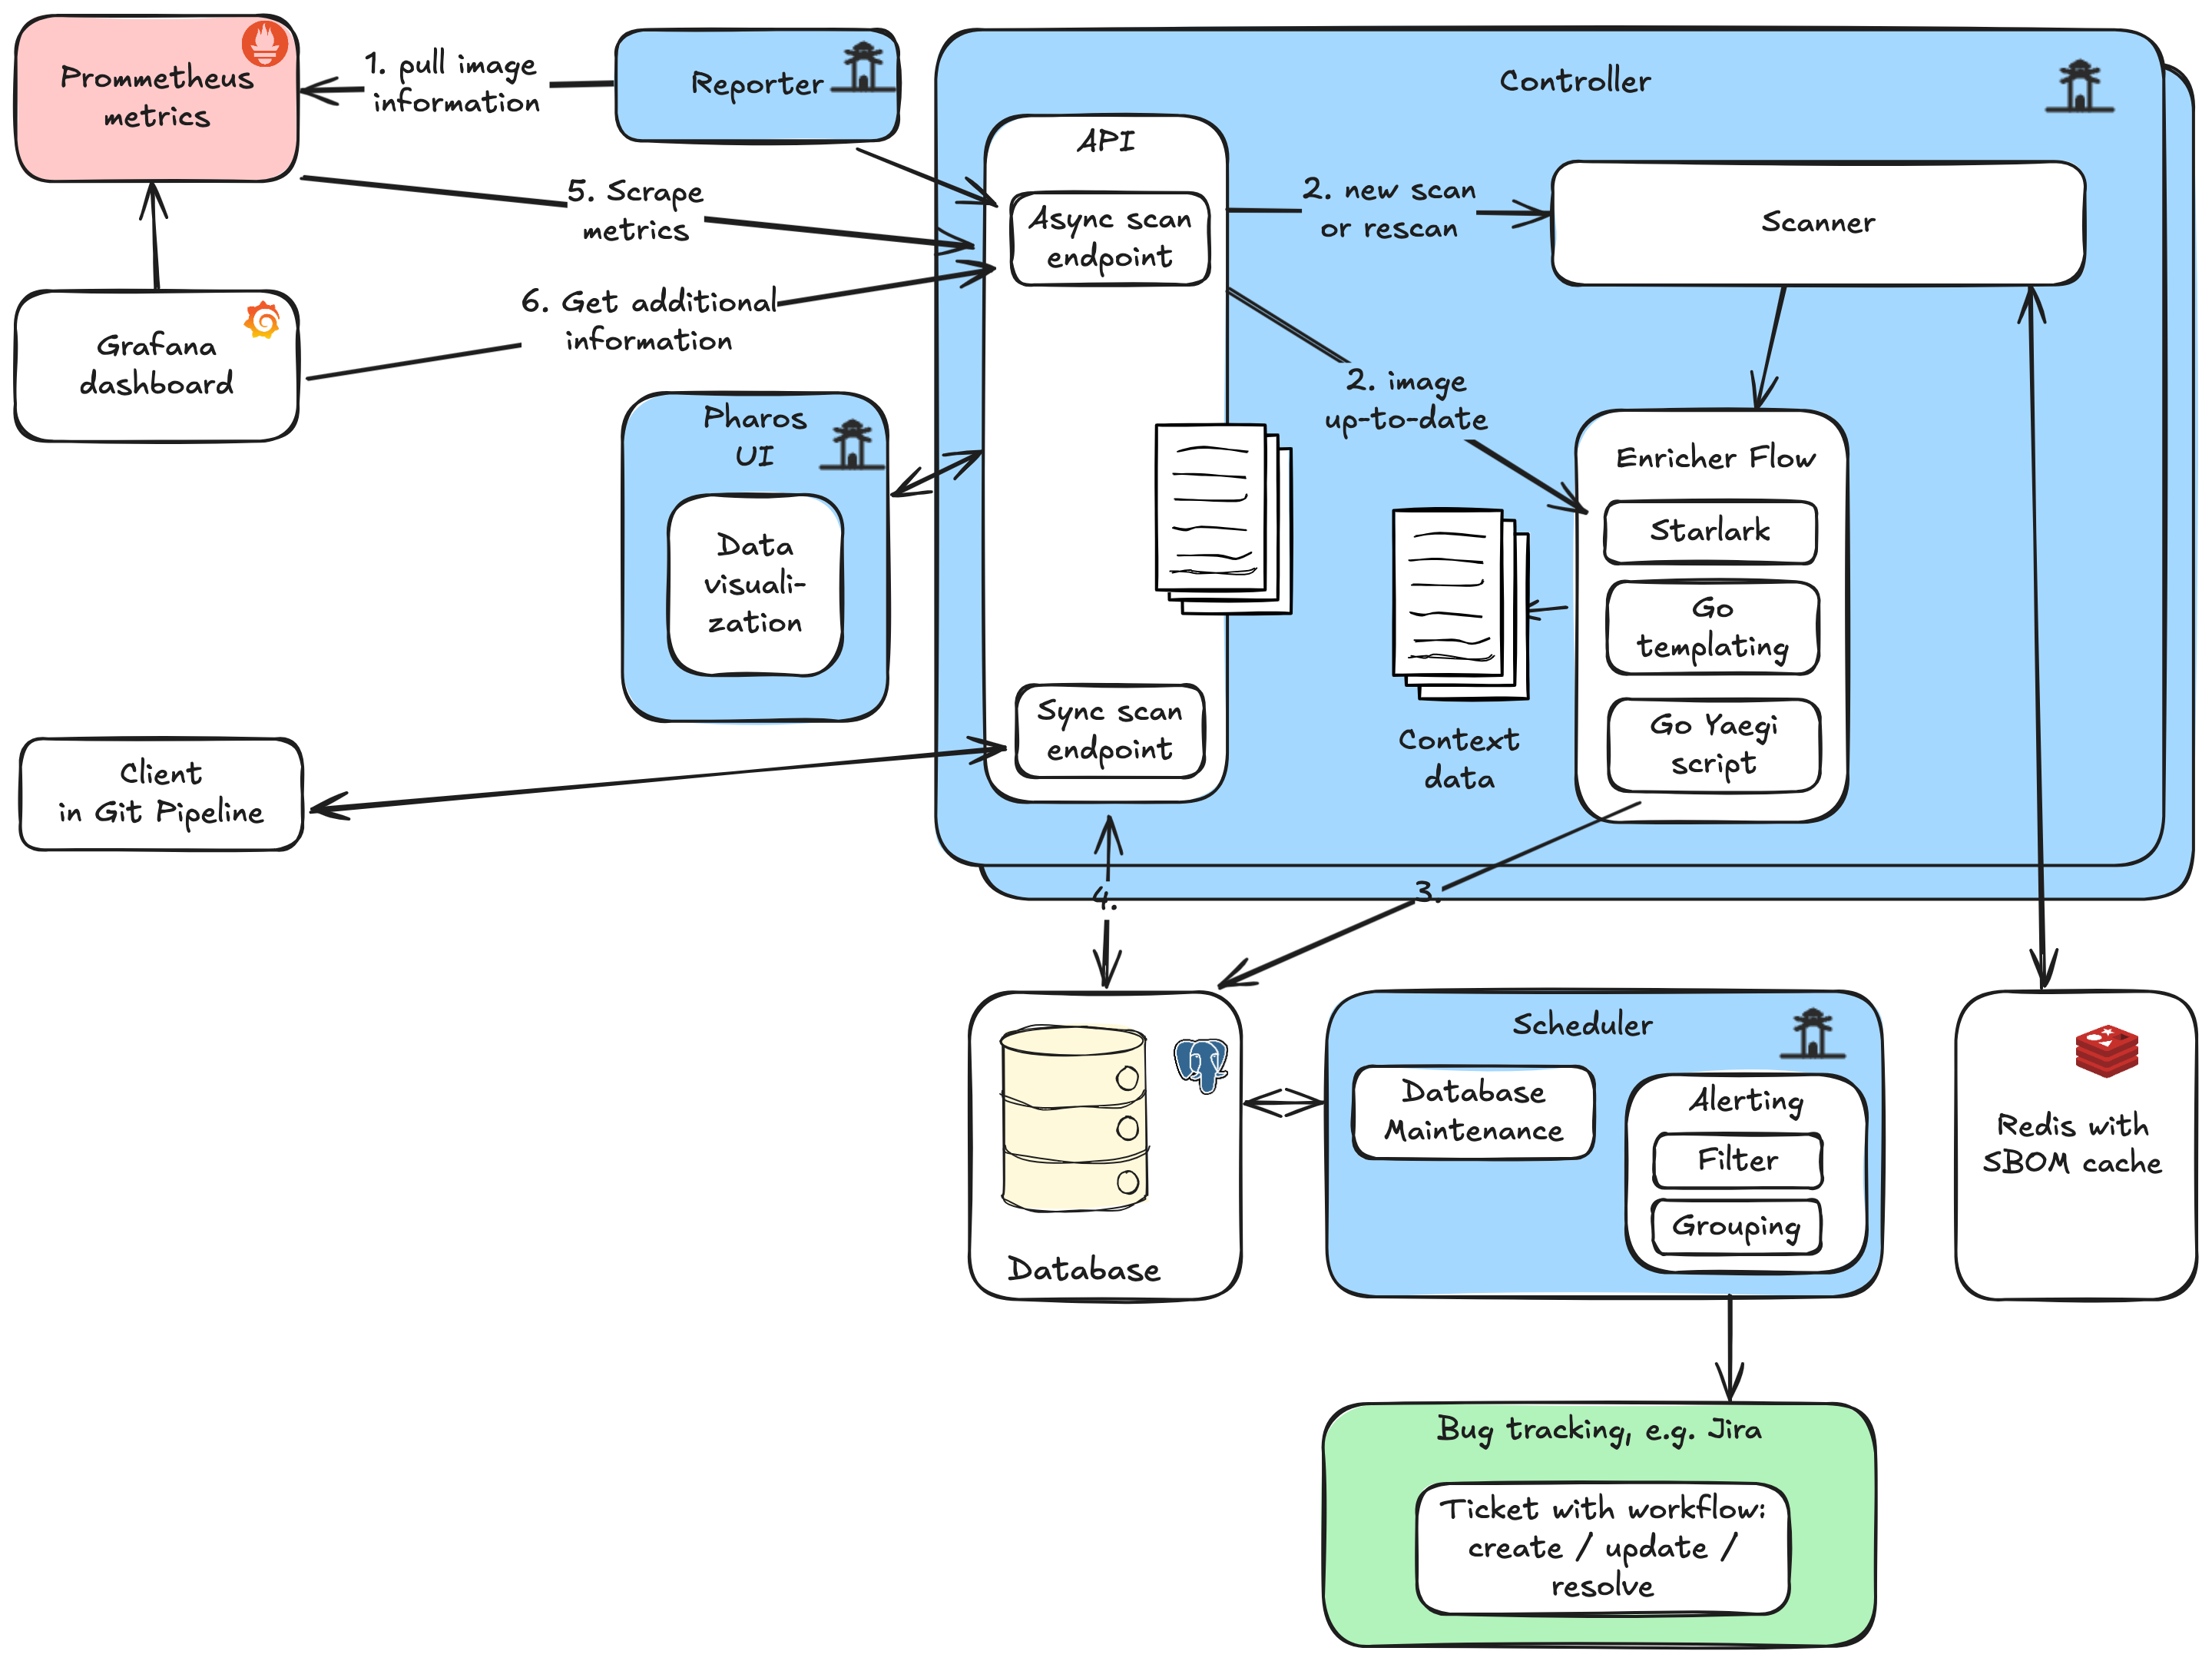 Prommetheus
metrics
1. pull image
information
Reporter
Controller
API
Async scan
endpoint
2. new scan
or rescan
Scanner
5. Scrape
metrics
6. Get additional
information
Grafana
dashboard
2. image
up-to-date
Pharos
UI
Data
visuali-
zation
Enricher Flow
Starlark
Go
templating
Go Yaegi
script
Context
data
Sync scan
endpoint
Client
in Git Pipeline
4.
3.
Database
Scheduler
Database
Maintenance
Alerting
Filter
Grouping
Redis with
SBOM cache
Bug tracking, e.g. Jira
Ticket with workflow:
create / update /
resolve